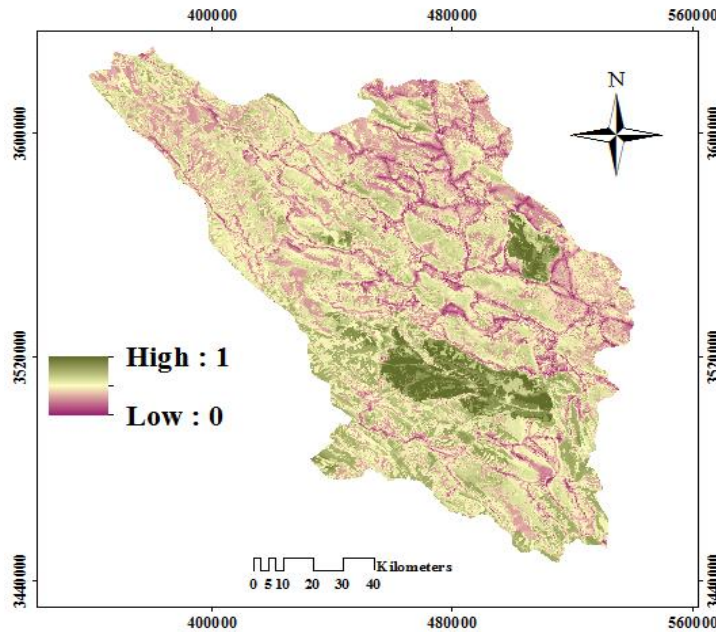 400000 480000 560000
N
3600000 3600000
3520000 3520000
High : 1
Low : 0
Kilometers
0 5 10 20 30 40
3440000 3440000
400000 480000 560000